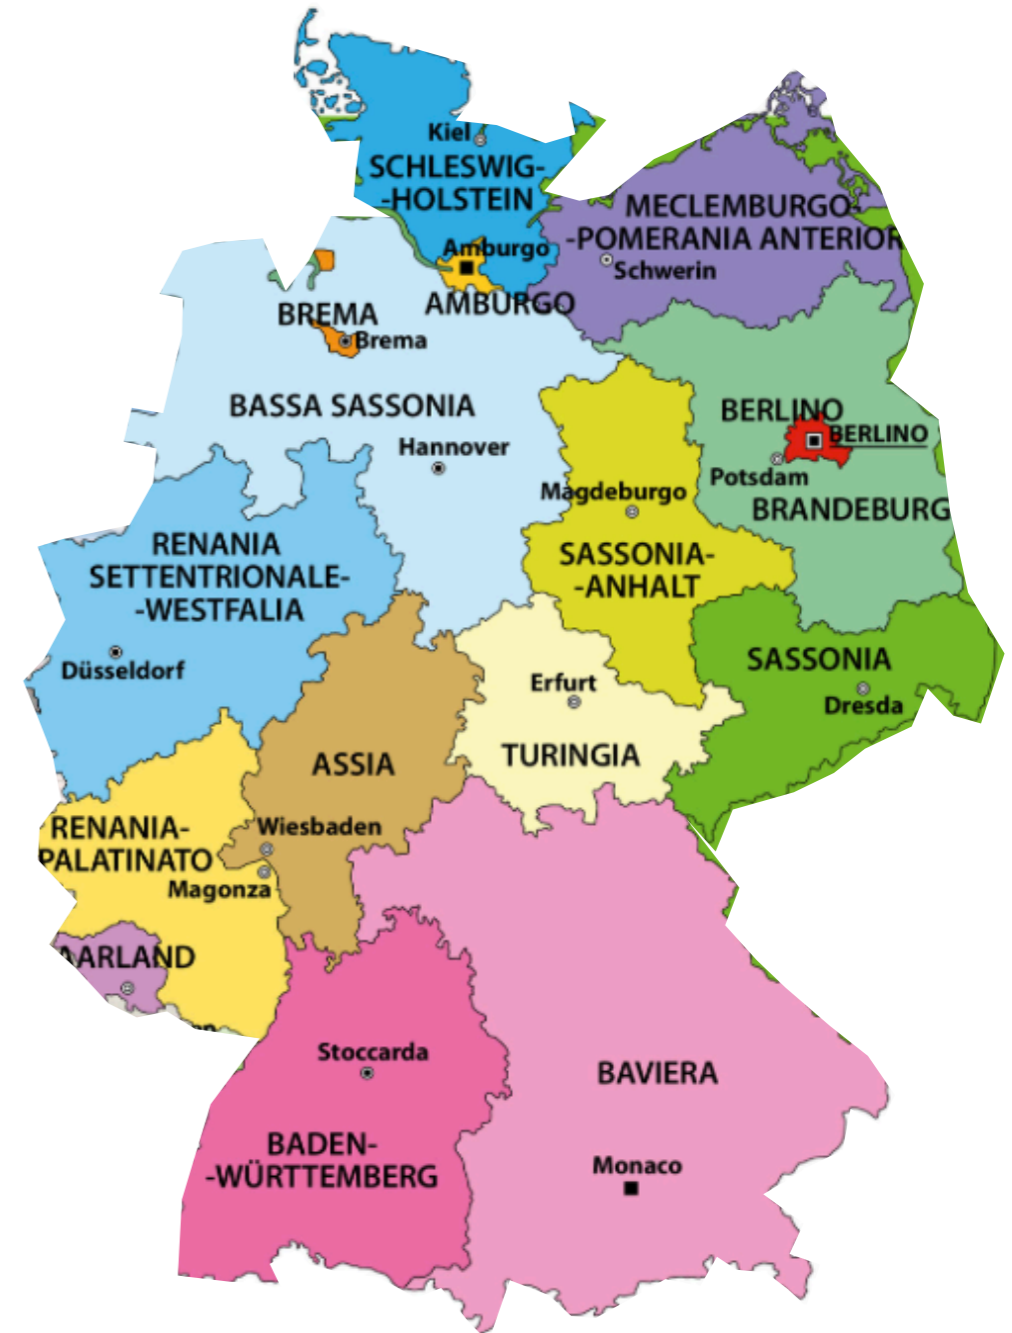 Kiel
SCHLESWIG-
-HOLSTEIN
MECLEMBURGO-
-POMERANIA ANTERIOR
Schwerin
Amburgo
AMBURGO
BREMA
Brema
BASSA SASSONIA
Hannover
BERLINO
BERLINO
Potsdam
BRANDEBURG
Magdeburgo
SASSONIA-
-ANHALT
RENANIA
SETTENTRIONALE-
-WESTFALIA
Düsseldorf
SASSONIA
Dresda
Erfurt
TURINGIA
ASSIA
Wiesbaden
RENANIA-
PALATINATO
Magonza
AARLAND
Stoccarda
BADEN-
-WÜRTTEMBERG
BAVIERA
Monaco